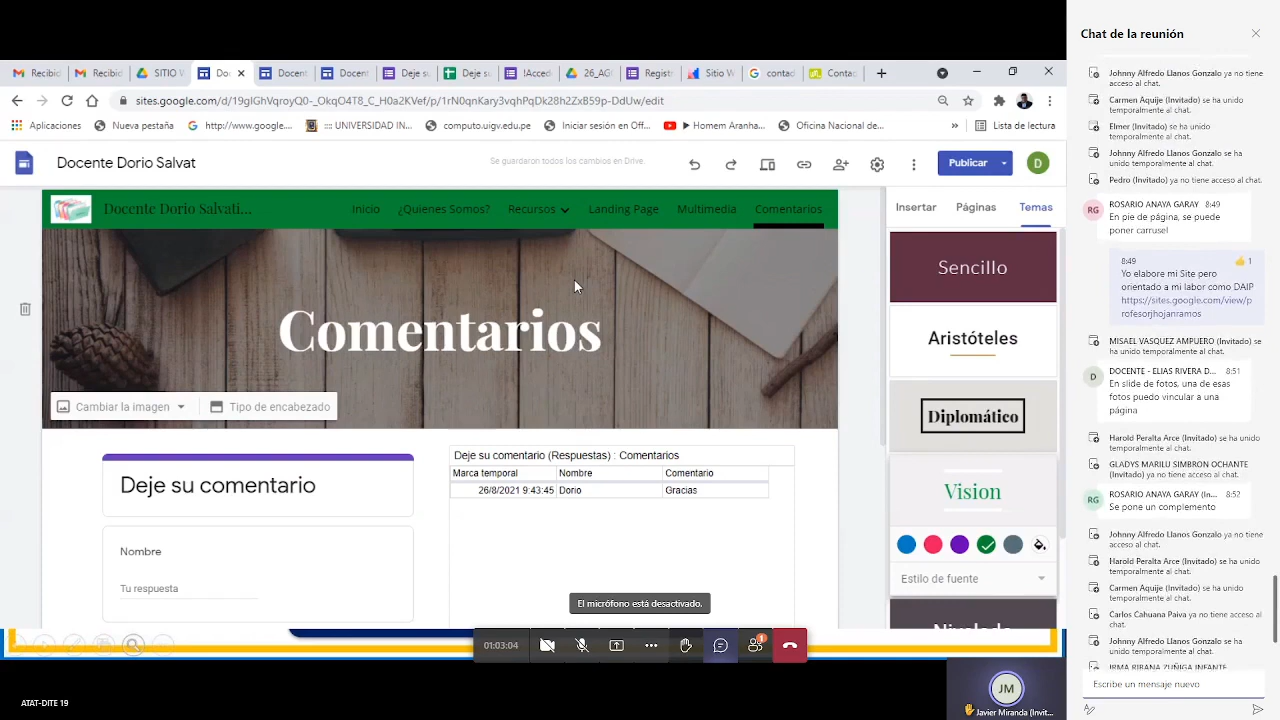 Recibid
Recibid
SITIO W
Doc
Docent
Docent
Deje su
Deje su
!Acced
26_AG
Registr
Sitio W
contad
Contac
sites.google.com/d/19gIGhVqroyQ0-_OkqO4T8_C_H0a2KVef/p/1rN0qnKary3vqhPqDk28h2ZxB59p-DdUw/edit
Aplicaciones
Nueva pestaña
http://www.google....
::: UNIVERSIDAD IN...
computo.uigv.edu.pe
Iniciar sesión en Off...
► Homem Aranha...
Oficina Nacional de...
»
Lista de lectura
Docente Dorio Salvat
Se guardaron todos los cambios en Drive.
Publicar
D
Docente Dorio Salvati...
Inicio
¿Quienes Somos?
Recursos
Landing Page
Multimedia
Comentarios
Comentarios
Cambiar la imagen
Tipo de encabezado
Deje su comentario
Nombre
Tu respuesta
Deje su comentario (Respuestas) : Comentarios
Marca temporal Nombre Comentario
26/8/2021 9:43:45 Dorio Gracias
Insertar
Páginas
Temas
Sencillo
Aristóteles
Diplomático
Vision
Estilo de fuente
Nivelado
El micrófono está desactivado.
01:03:04
1
ATAT-DITE 19
JM
Javier Miranda (Invit...
Chat de la reunión
Johnny Alfredo Llanos Gonzalo ya no tiene
acceso al chat.
Carmen Aquije (Invitado) se ha unido
temporalmente al chat.
Elmer (Invitado) se ha unido
temporalmente al chat.
Johnny Alfredo Llanos Gonzalo se ha
unido temporalmente al chat.
Pedro (Invitado) ya no tiene acceso al chat.
RG
ROSARIO ANAYA GARAY 8:49
En pie de página, se puede
poner carrusel
8:49
1
Yo elabore mi Site pero
orientado a mi labor como DAIP
https://sites.google.com/view/p
rofesorjhojanramos
MISAEL VASQUEZ AMPUERO (Invitado) se
ha unido temporalmente al chat.
D
DOCENTE - ELIAS RIVERA D... 8:51
En slide de fotos, una de esas
fotos puedo vincular a una
página
Harold Peralta Arce (Invitado) se ha unido
temporalmente al chat.
GLADYS MARILU SIMBRON OCHANTE
(Invitado) ya no tiene acceso al chat.
RG
ROSARIO ANAYA GARAY (In... 8:52
Se pone un complemento
Johnny Alfredo Llanos Gonzalo ya no tiene
acceso al chat.
Harold Peralta Arce (Invitado) se ha unido
temporalmente al chat.
Carmen Aquije (Invitado) se ha unido
temporalmente al chat.
Carlos Cahuana Paiva ya no tiene acceso al
chat.
Johnny Alfredo Llanos Gonzalo se ha
unido temporalmente al chat.
IRMA BIBIANA ZUÑIGA INFANTE
Escribe un mensaje nuevo